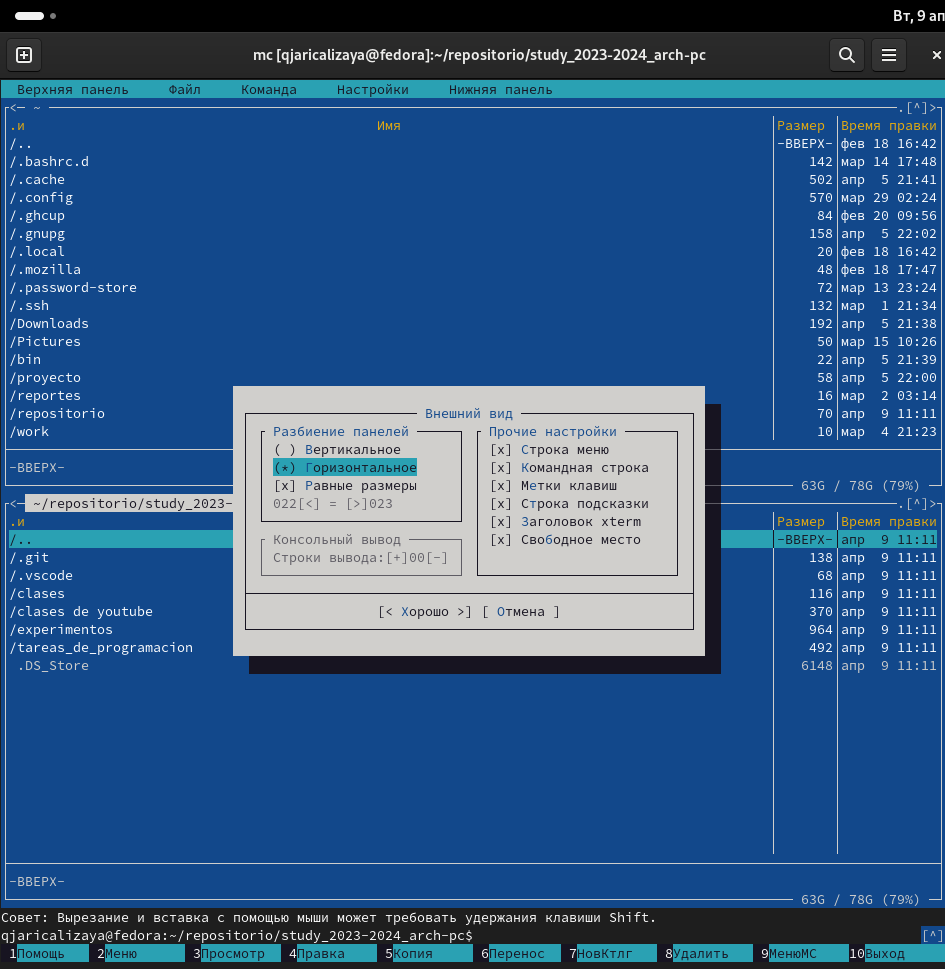 Вт, 9 ап
mc [qjaricalizaya@fedora]:~/repositorio/study_2023-2024_arch-pc
Верхняя панель Файл Команда Настройки Нижняя панель
<- ~ .[^]>
.и Имя Размер Время правки
/.. -ВВЕРХ- фев 18 16:42
/.bashrc.d 142 мар 14 17:48
/.cache 502 апр 5 21:41
/.config 570 мар 29 02:24
/.ghcup 84 фев 20 09:56
/.gnupg 158 апр 5 22:02
/.local 20 фев 18 16:42
/.mozilla 48 фев 18 17:47
/.password-store 72 мар 13 23:24
/.ssh 132 мар 1 21:34
/Downloads 192 апр 5 21:38
/Pictures 50 мар 15 10:26
/bin 22 апр 5 21:39
/proyecto 58 апр 5 22:00
/reportes 16 мар 2 03:14
/repositorio 70 апр 9 11:11
/work 10 мар 4 21:23
-ВВЕРХ-
63G / 78G (79%)
<- ~/repositorio/study_2023- .[^]>
.и Размер Время правки
/.. -ВВЕРХ- апр 9 11:11
/.git 138 апр 9 11:11
/.vscode 68 апр 9 11:11
/clases 116 апр 9 11:11
/clases de youtube 370 апр 9 11:11
/experimentos 964 апр 9 11:11
/tareas_de_programacion 492 апр 9 11:11
.DS_Store 6148 апр 9 11:11
-ВВЕРХ-
63G / 78G (79%)
Внешний вид
Разбиение панелей
( ) Вертикальное
(*) Горизонтальное
[x] Равные размеры
022[<] = [>]023
Консольный вывод
Строки вывода:[+]00[-]
Прочие настройки
[x] Строка меню
[x] Командная строка
[x] Метки клавиш
[x] Строка подсказки
[x] Заголовок xterm
[x] Свободное место
[< Хорошо >] [ Отмена ]
Совет: Вырезание и вставка с помощью мыши может требовать удержания клавиши Shift.
qjaricalizaya@fedora:~/repositorio/study_2023-2024_arch-pc$ [^]
1Помощь 2Меню 3Просмотр 4Правка 5Копия 6Перенос 7НовКтлг 8Удалить 9МенюМС 10Выход